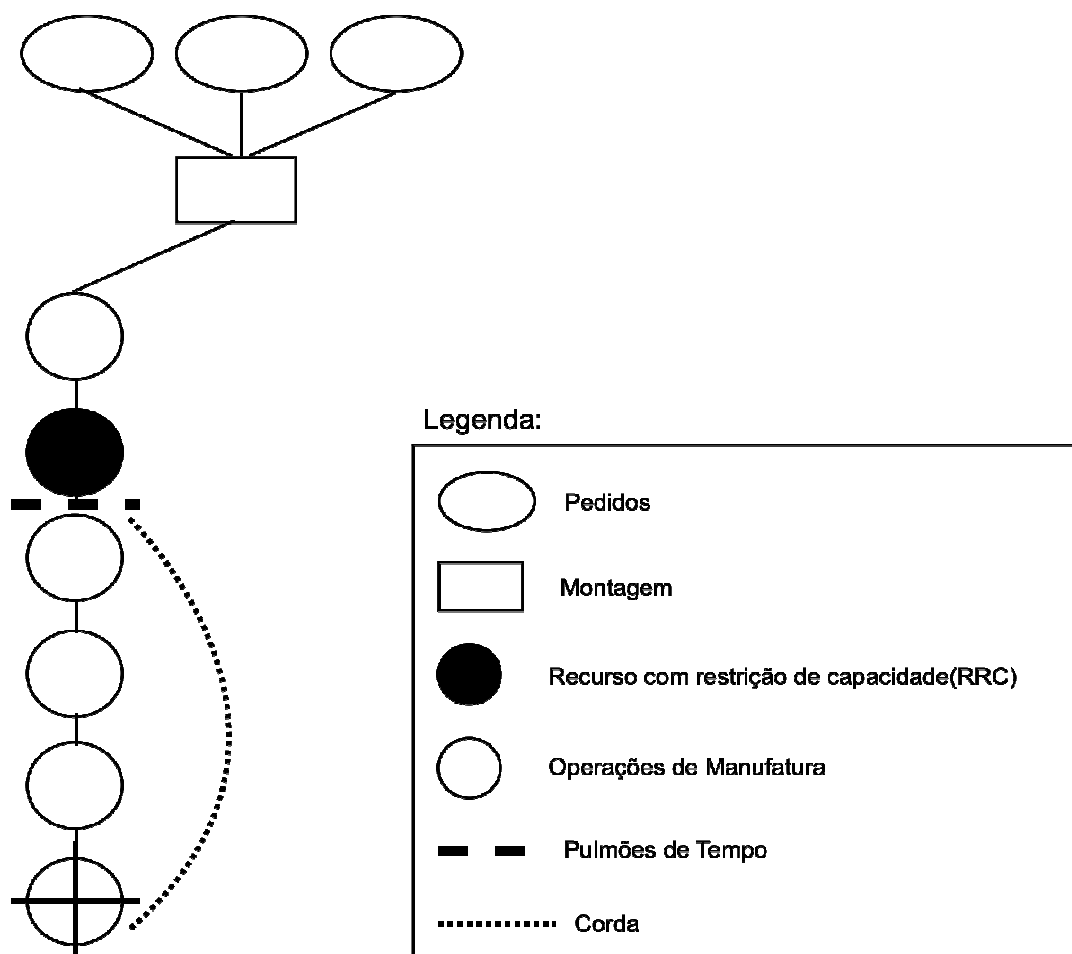 Legenda:
Pedidos
Montagem
Recurso com restrição de capacidade(RRC)
Operações de Manufatura
Pulmões de Tempo
Corda